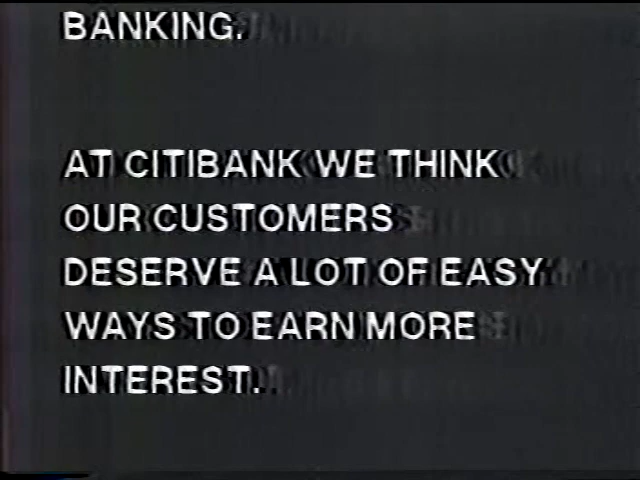 BANKING.
AT CITIBANK WE THINK
OUR CUSTOMERS
DESERVE A LOT OF EASY
WAYS TO EARN MORE
INTEREST.